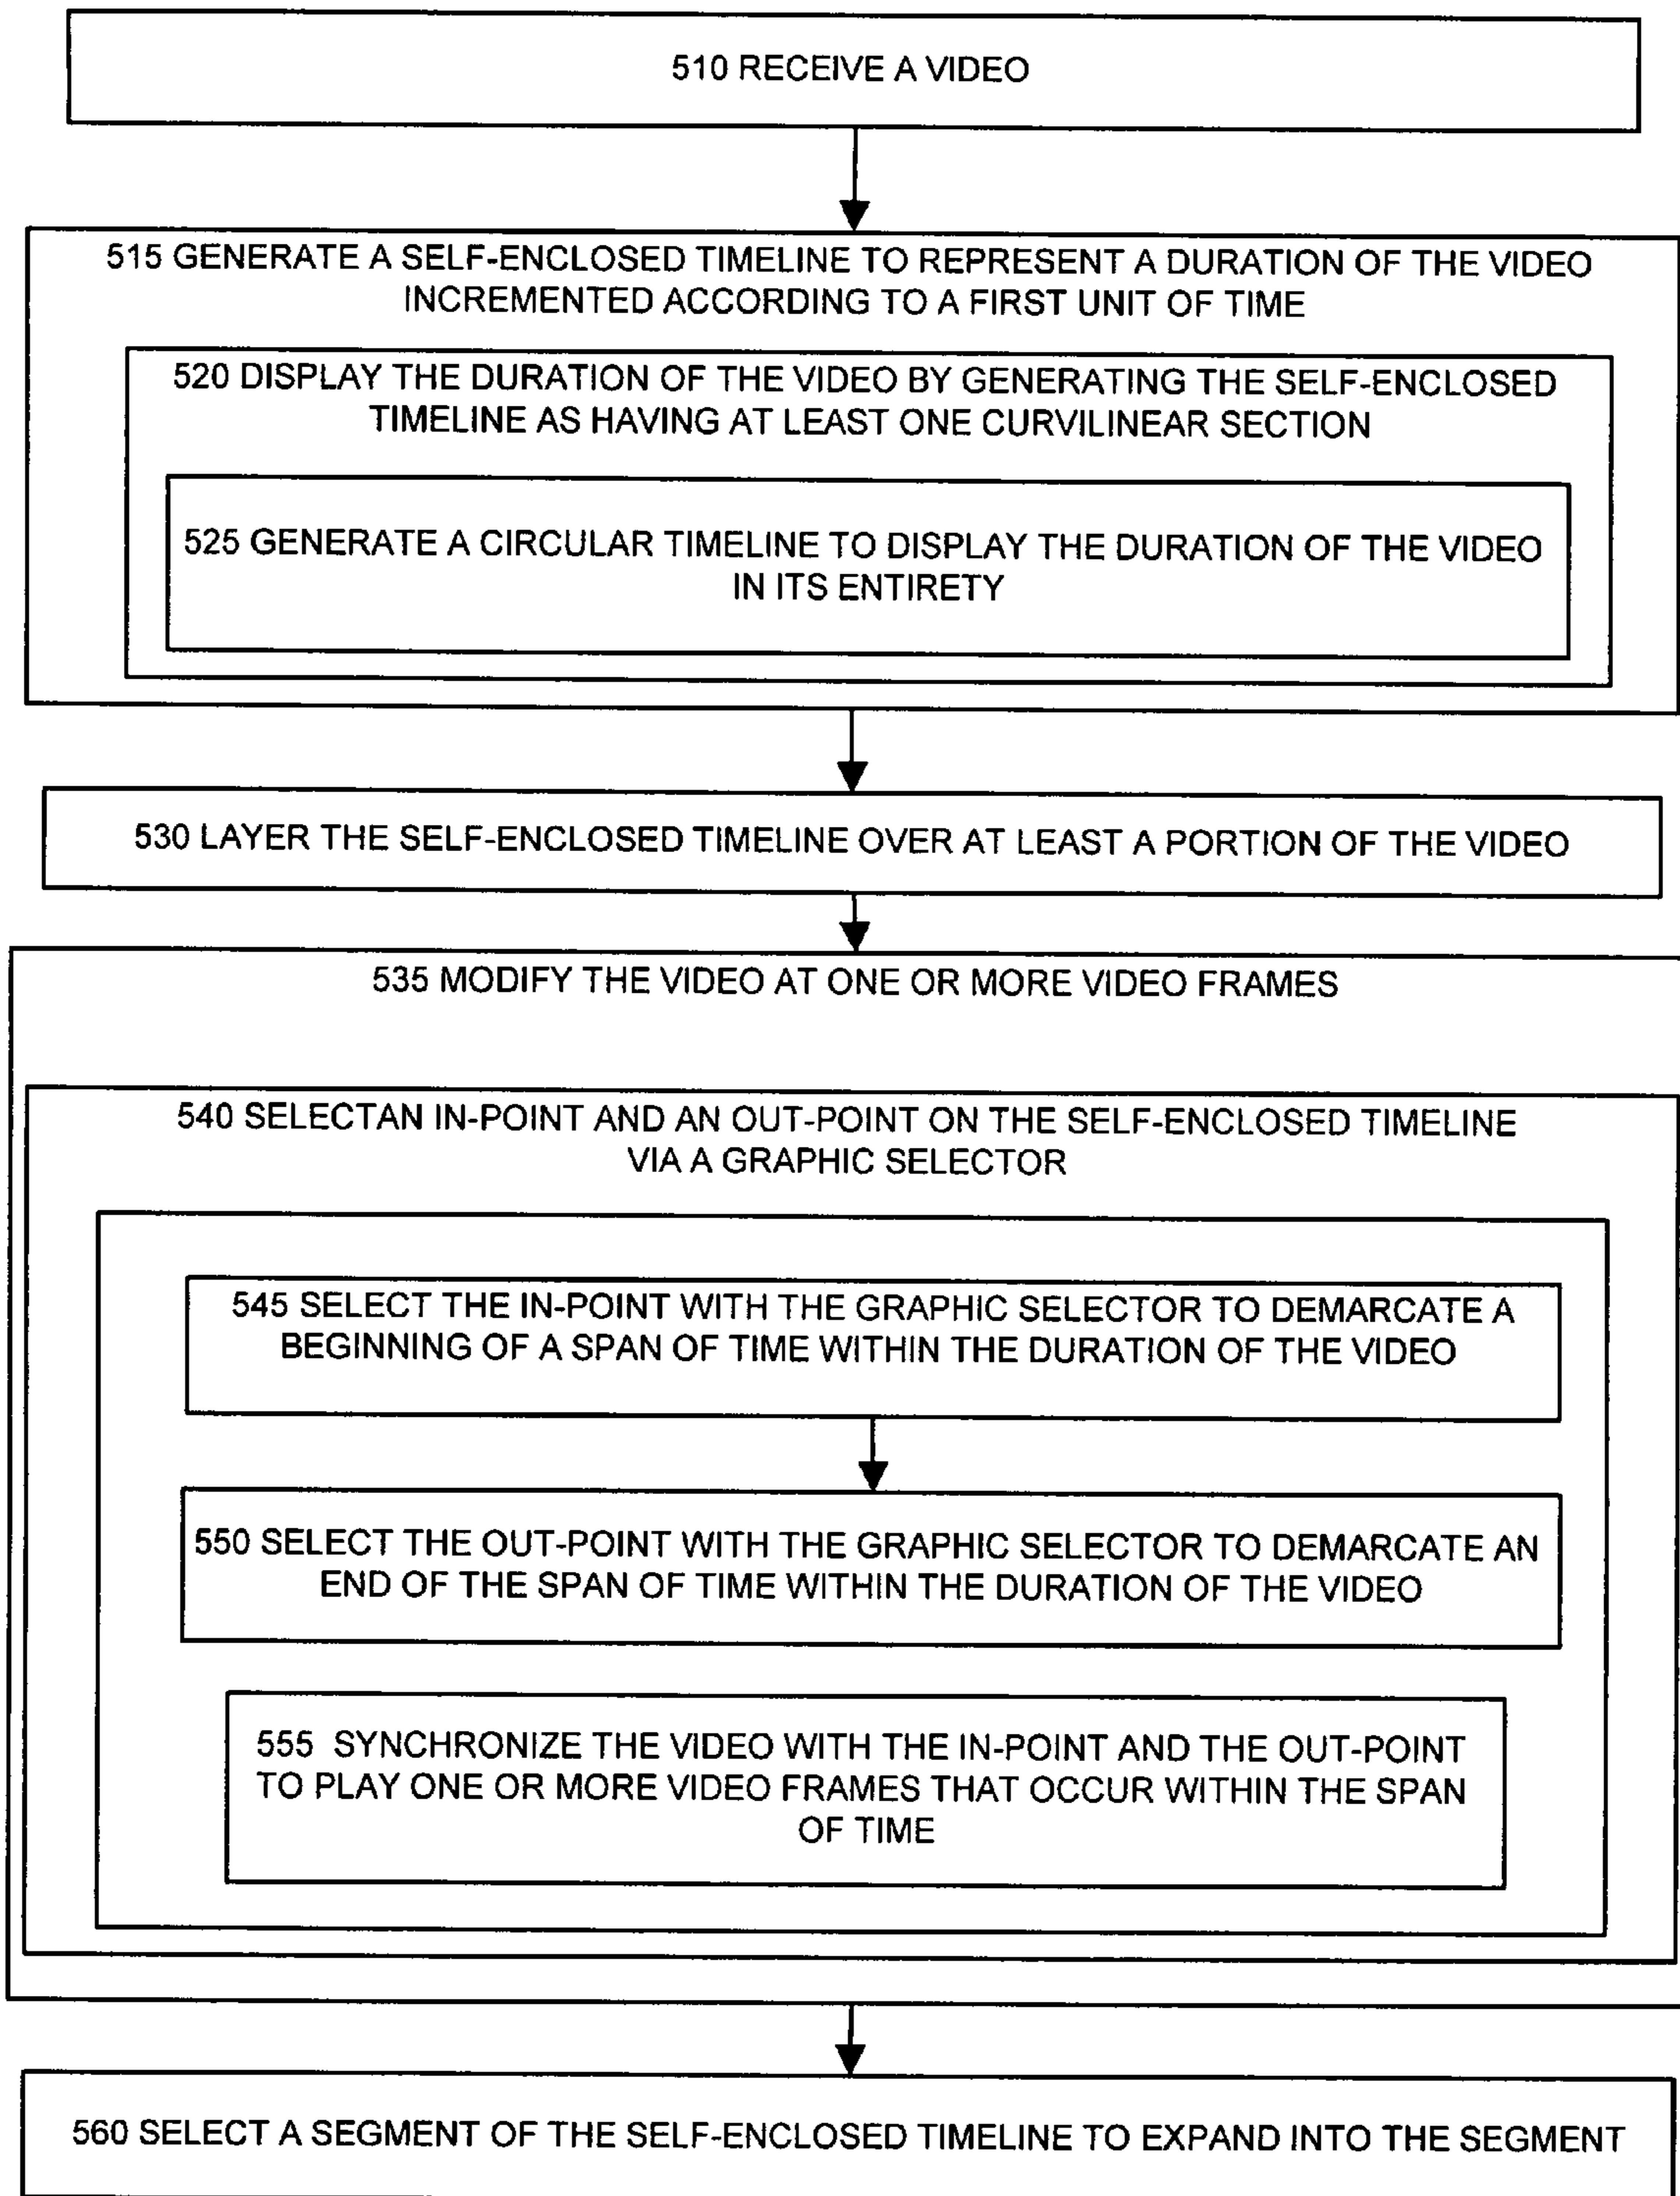 510 RECEIVE A VIDEO
515 GENERATE A SELF-ENCLOSED TIMELINE TO REPRESENT A DURATION OF THE VIDEO
INCREMENTED ACCORDING TO A FIRST UNIT OF TIME
520 DISPLAY THE DURATION OF THE VIDEO BY GENERATING THE SELF-ENCLOSED
TIMELINE AS HAVING AT LEAST ONE CURVILINEAR SECTION
525 GENERATE A CIRCULAR TIMELINE TO DISPLAY THE DURATION OF THE VIDEO
IN ITS ENTIRETY
530 LAYER THE SELF-ENCLOSED TIMELINE OVER AT LEAST A PORTION OF THE VIDEO
535 MODIFY THE VIDEO AT ONE OR MORE VIDEO FRAMES
540 SELECTAN IN-POINT AND AN OUT-POINT ON THE SELF-ENCLOSED TIMELINE
VIA A GRAPHIC SELECTOR
545 SELECT THE IN-POINT WITH THE GRAPHIC SELECTOR TO DEMARCATE A
BEGINNING OF A SPAN OF TIME WITHIN THE DURATION OF THE VIDEO
550 SELECT THE OUT-POINT WITH THE GRAPHIC SELECTOR TO DEMARCATE AN
END OF THE SPAN OF TIME WITHIN THE DURATION OF THE VIDEO
555 SYNCHRONIZE THE VIDEO WITH THE IN-POINT AND THE OUT-POINT
TO PLAY ONE OR MORE VIDEO FRAMES THAT OCCUR WITHIN THE SPAN
OF TIME
560 SELECT A SEGMENT OF THE SELF-ENCLOSED TIMELINE TO EXPAND INTO THE SEGMENT